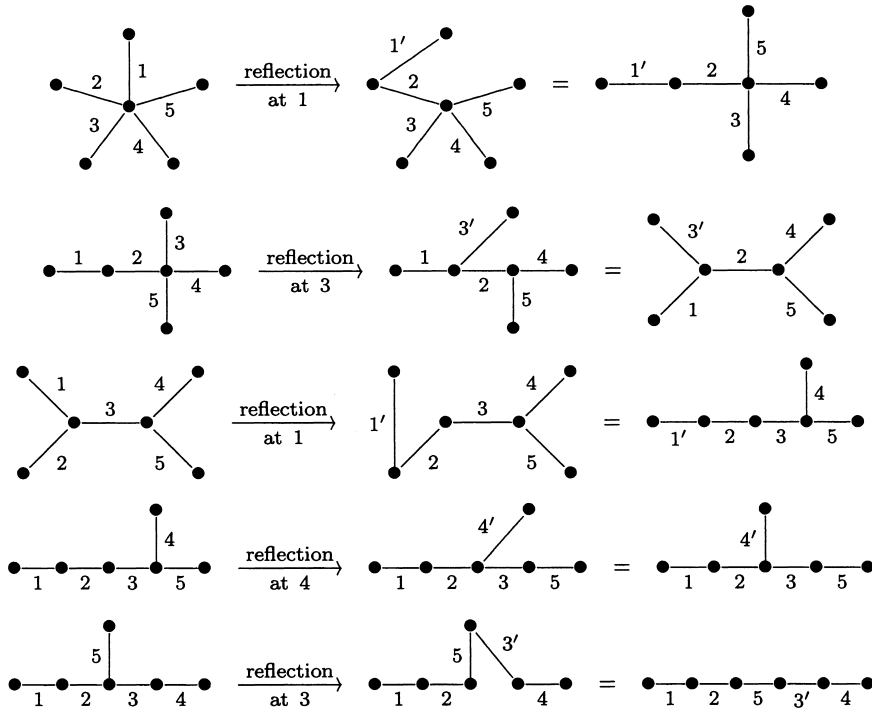 1
2
3
4
5
reflection
at 1
1′
2
3
4
5
=
1′ 2
5
4
3
1 2
3
4
5
reflection
at 3
3′
1
2
4
5
=
3′
2
4
1
5
1
3
4
2
5
reflection
at 1
1′
2
3
4
5
=
4
1′ 2 3 5
4
1 2 3 5
reflection
at 4
4′
1 2 3 5
=
4′
1 2 3 5
5
1 2 3 4
reflection
at 3
5 3′
1 2 4
=
1 2 5 3′ 4